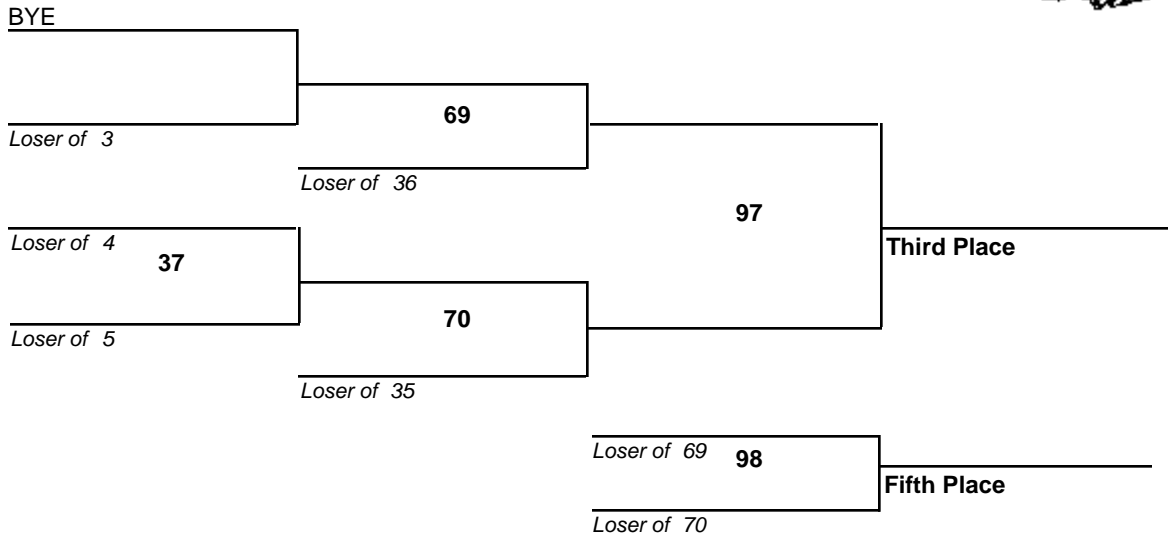 BYE
69
Loser of 3
Loser of 36
97
Loser of 4
37
Third Place
70
Loser of 5
Loser of 35
Loser of 69
98
Fifth Place
Loser of 70